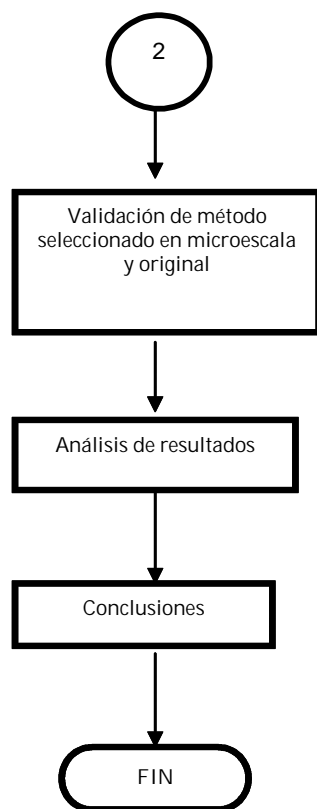 2
Validación de método
seleccionado en microescala
y original
Análisis de resultados
Conclusiones
FIN